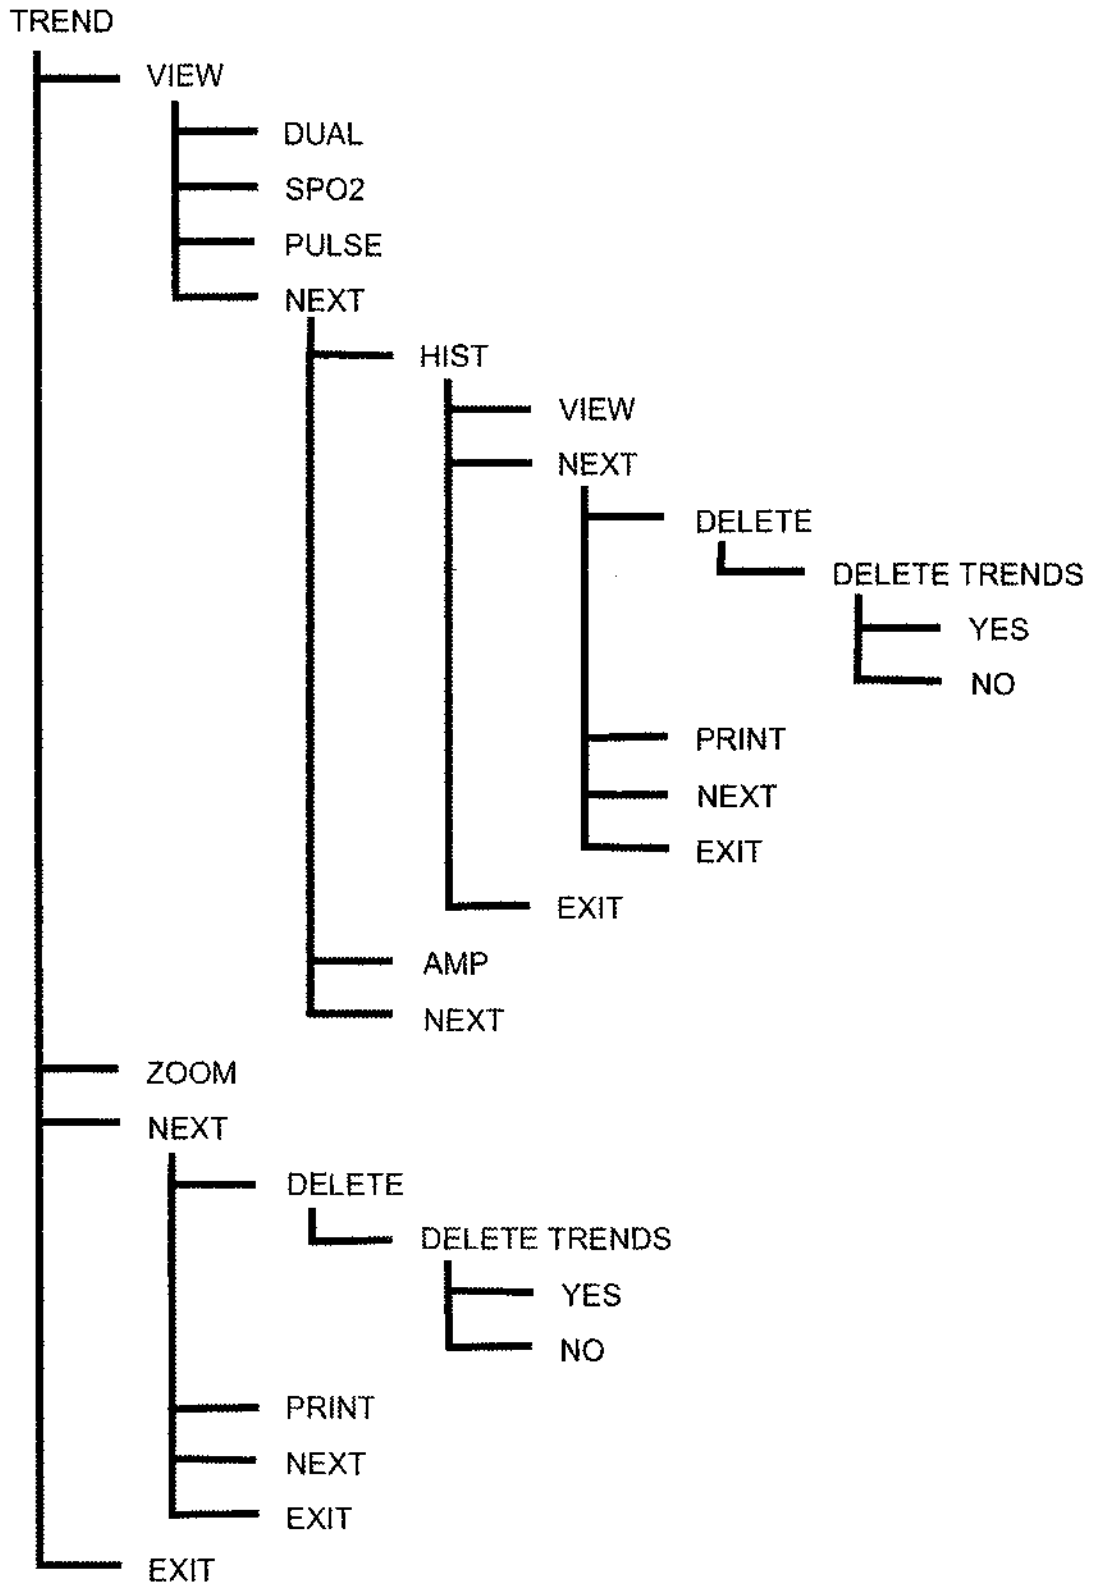 TREND
VIEW
DUAL
SPO2
PULSE
NEXT
HIST
VIEW
NEXT
DELETE
DELETE TRENDS
YES
NO
PRINT
NEXT
EXIT
EXIT
AMP
NEXT
ZOOM
NEXT
DELETE
DELETE TRENDS
YES
NO
PRINT
NEXT
EXIT
EXIT